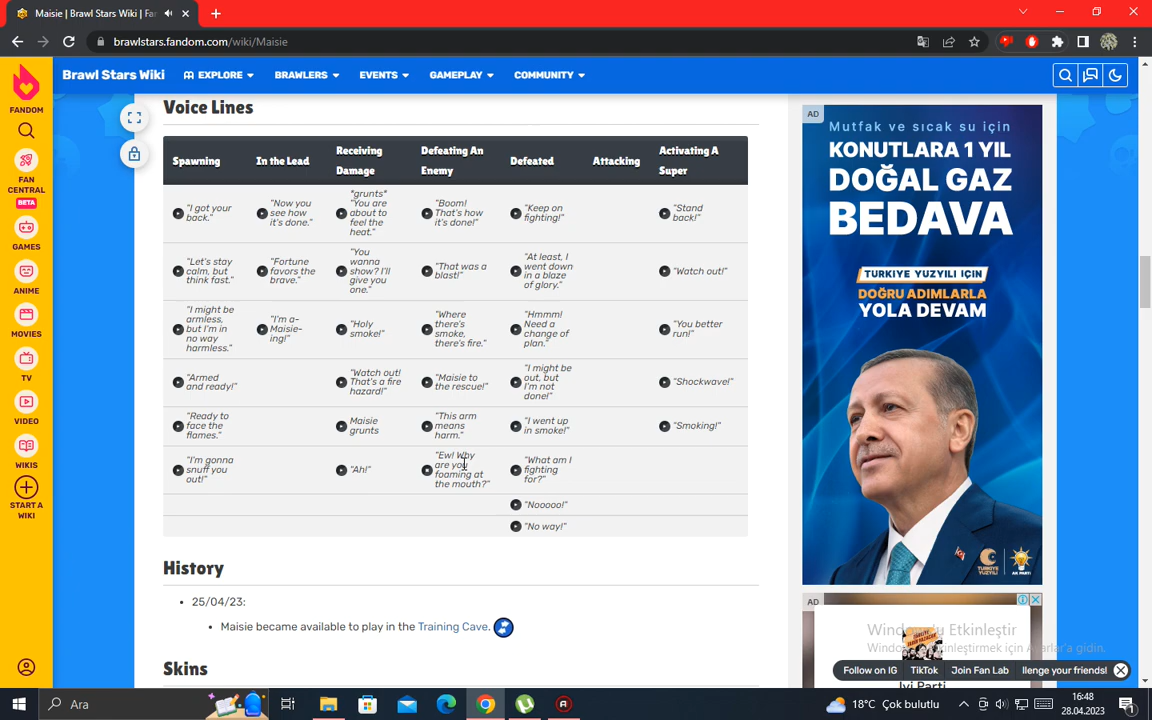 Maisie | Brawl Stars Wiki | Fa
brawlstars.fandom.com/wiki/Maisie
FANDOM
FAN
CENTRAL
BETA
GAMES
ANIME
MOVIES
TV
VIDEO
WIKIS
START A
WIKI
Brawl Stars Wiki
EXPLORE
BRAWLERS
EVENTS
GAMEPLAY
COMMUNITY
Voice Lines
Spawning
In the Lead
Receiving
Damage
Defeating An
Enemy
Defeated
Attacking
Activating A
Super
"I got your
back."
"Now you
see how
it's done."
*grunts*
"You are
about to
feel the
heat."
"Boom!
That's how
it's done!"
"Keep on
fighting!"
"Stand
back!"
"Let's stay
calm, but
think fast."
"Fortune
favors the
brave."
"You
wanna
show? I'll
give you
one."
"That was a
blast!"
"At least, I
went down
in a blaze
of glory."
"Watch out!"
"I might be
armless,
but I'm in
no way
harmless."
"I'm a-
Maisie-
ing!"
"Holy
smoke!"
"Where
there's
smoke,
there's fire."
"Hmmm!
Need a
change of
plan."
"You better
run!"
"Armed
and ready!"
"Watch out!
That's a fire
hazard!"
"Maisie to
the rescue!"
"I might be
out, but
I'm not
done!"
"Shockwave!"
"Ready to
face the
flames."
Maisie
grunts
"This arm
means
harm."
"I went up
in smoke!"
"Smoking!"
"I'm gonna
snuff you
out!"
"Ah!"
"Ew! Why
are you
foaming at
the mouth?"
"What am I
fighting
for?"
"Nooooo!"
"No way!"
History
25/04/23:
Maisie became available to play in the Training Cave.
Skins
AD
Mutfak ve sıcak su için
KONUTLARA 1 YIL
DOĞAL GAZ
BEDAVA
TÜRKİYE YÜZYILI İÇİN
DOĞRU ADIMLARLA
YOLA DEVAM
TÜRKİYE
YÜZYILI
AK PARTİ
AD
İyi Parti
Follow on IG
TikTok
Join Fan Lab
llenge your friends!
Ara
18°C Çok bulutlu
16:48
28.04.2023
1